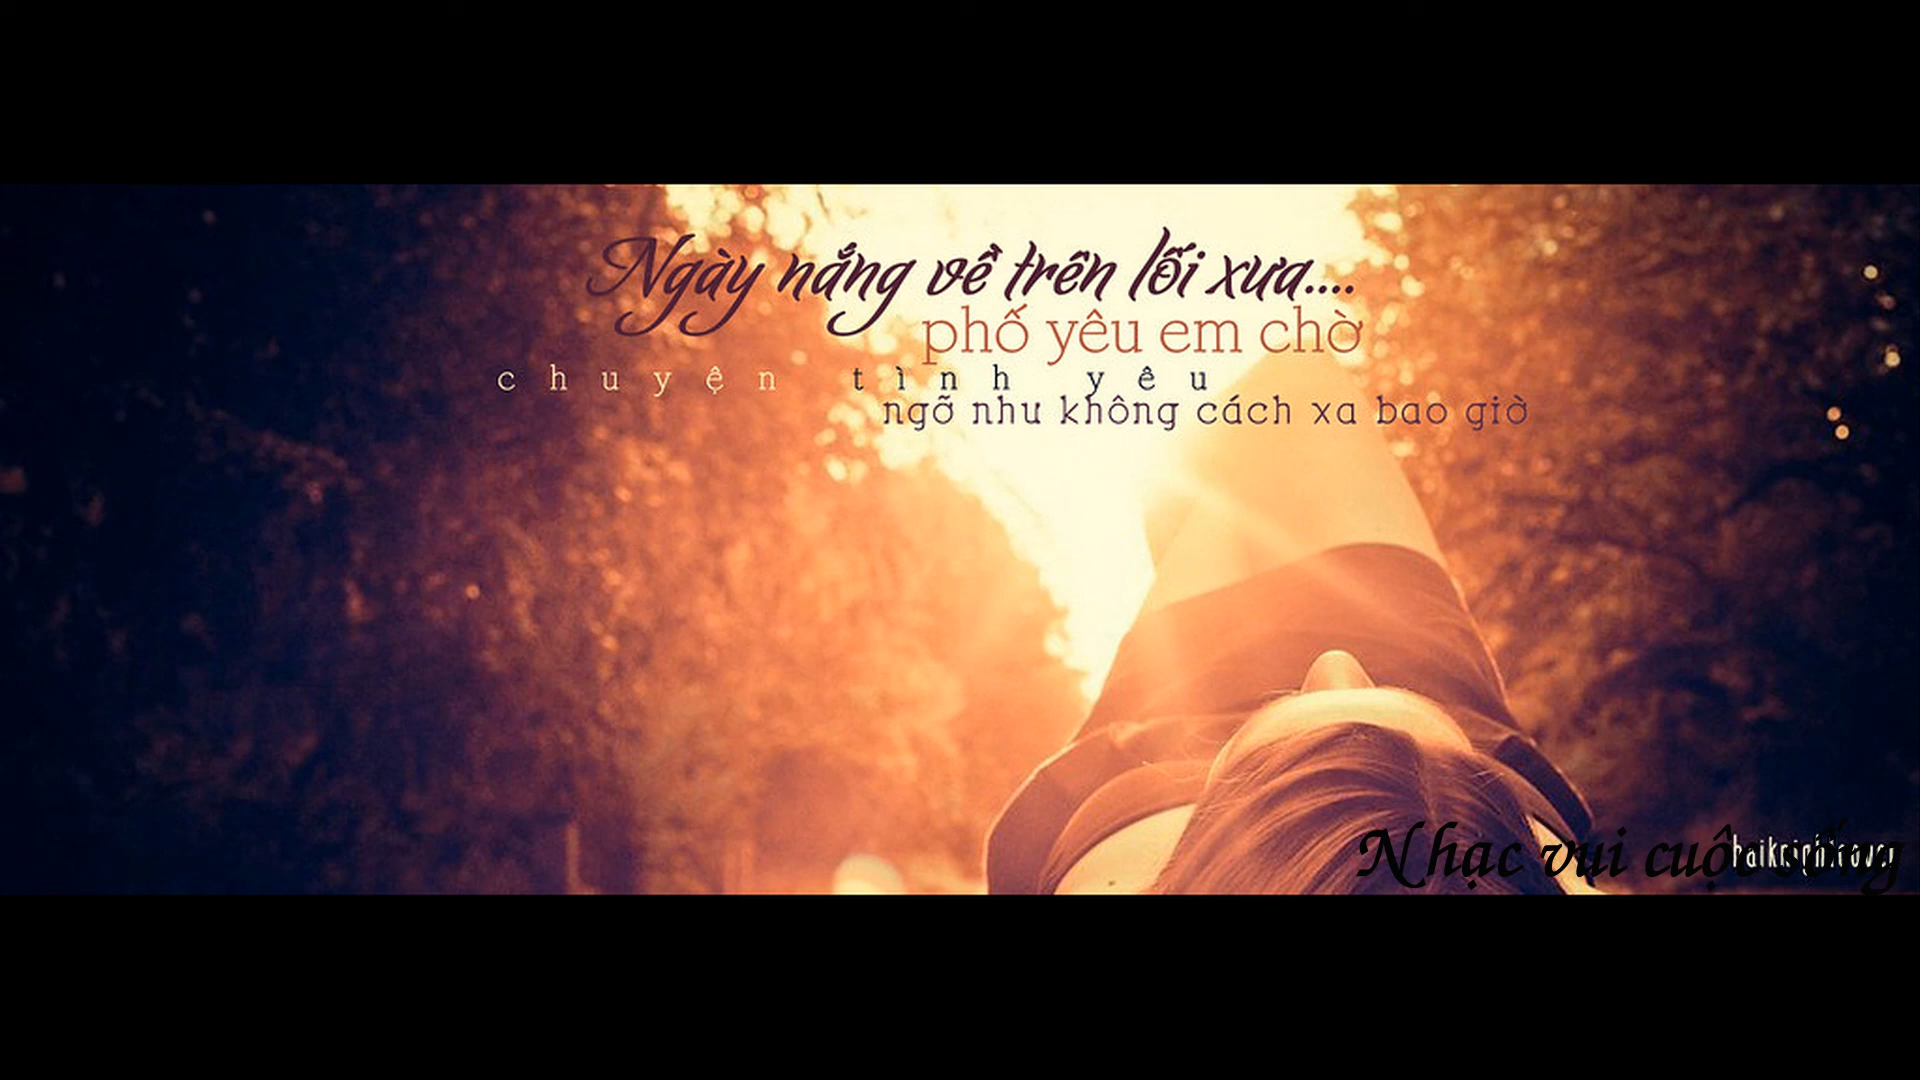 Ngày nắng về trên lối xưa....
phố yêu em chờ
chuyện tình yêu
ngỡ như không cách xa bao giờ
Nhạc vui cuộc sống
haiknightcover